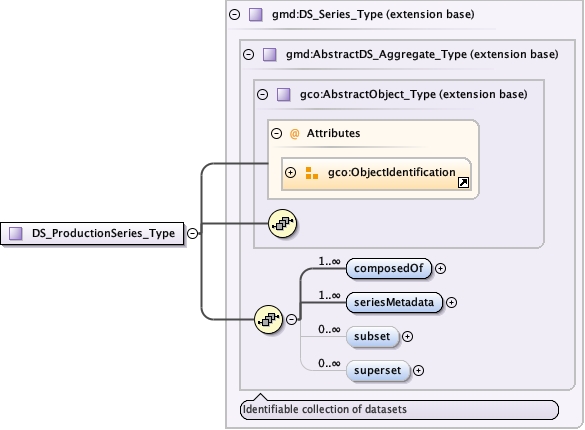 gmd:DS_Series_Type (extension base)
gmd:AbstractDS_Aggregate_Type (extension base)
gco:AbstractObject_Type (extension base)
@ Attributes
gco:ObjectIdentification
DS_ProductionSeries_Type
1..∞
composedOf
1..∞
seriesMetadata
0..∞
subset
0..∞
superset
Identifiable collection of datasets